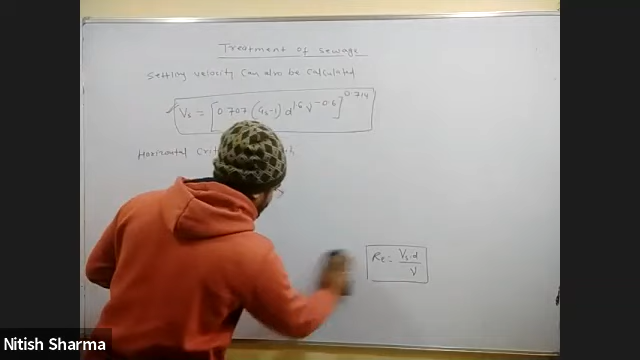 Treatment of sewage
Settling velocity can also be calculated
Vs = [0.707 (Gs-1) d^1.6 ν^-0.6]^0.714
Horizontal
Re = Vs.d / ν
Nitish Sharma